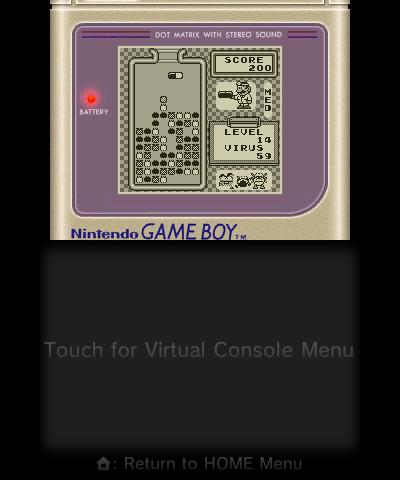 DOT MATRIX WITH STEREO SOUND
SCORE
200
BATTERY
MED
LEVEL
14
VIRUS
59
Nintendo GAME BOY TM
Touch for Virtual Console Menu
: Return to HOME Menu